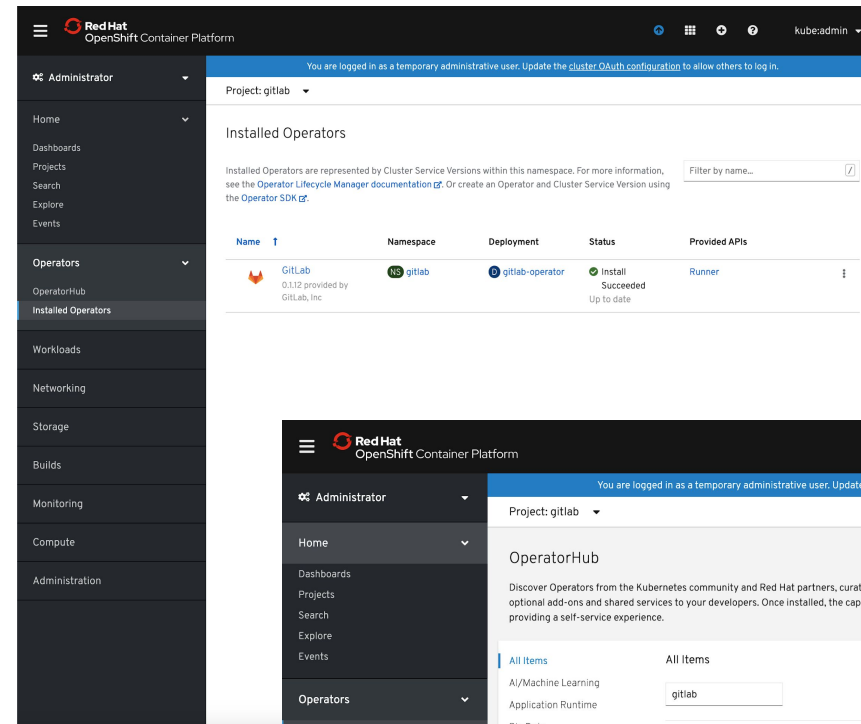 Red Hat
OpenShift Container Platform
kube:admin
Administrator
You are logged in as a temporary administrative user. Update the cluster OAuth configuration to allow others to log in.
Project: gitlab
Home
Dashboards
Projects
Search
Explore
Events
Operators
OperatorHub
Installed Operators
Workloads
Networking
Storage
Builds
Monitoring
Compute
Administration
Installed Operators
Installed Operators are represented by Cluster Service Versions within this namespace. For more information,
see the Operator Lifecycle Manager documentation. Or create an Operator and Cluster Service Version using
the Operator SDK.
Filter by name...
/
Name Namespace Deployment Status Provided APIs
GitLab NS gitlab D gitlab-operator Install Runner
0.1.12 provided by Succeeded
GitLab, Inc Up to date
Red Hat
OpenShift Container Platform
Administrator
You are logged in as a temporary administrative user. Update
Project: gitlab
Home
Dashboards
Projects
Search
Explore
Events
Operators
OperatorHub
Discover Operators from the Kubernetes community and Red Hat partners, curat
optional add-ons and shared services to your developers. Once installed, the cap
providing a self-service experience.
All Items
AI/Machine Learning
Application Runtime
All Items
gitlab